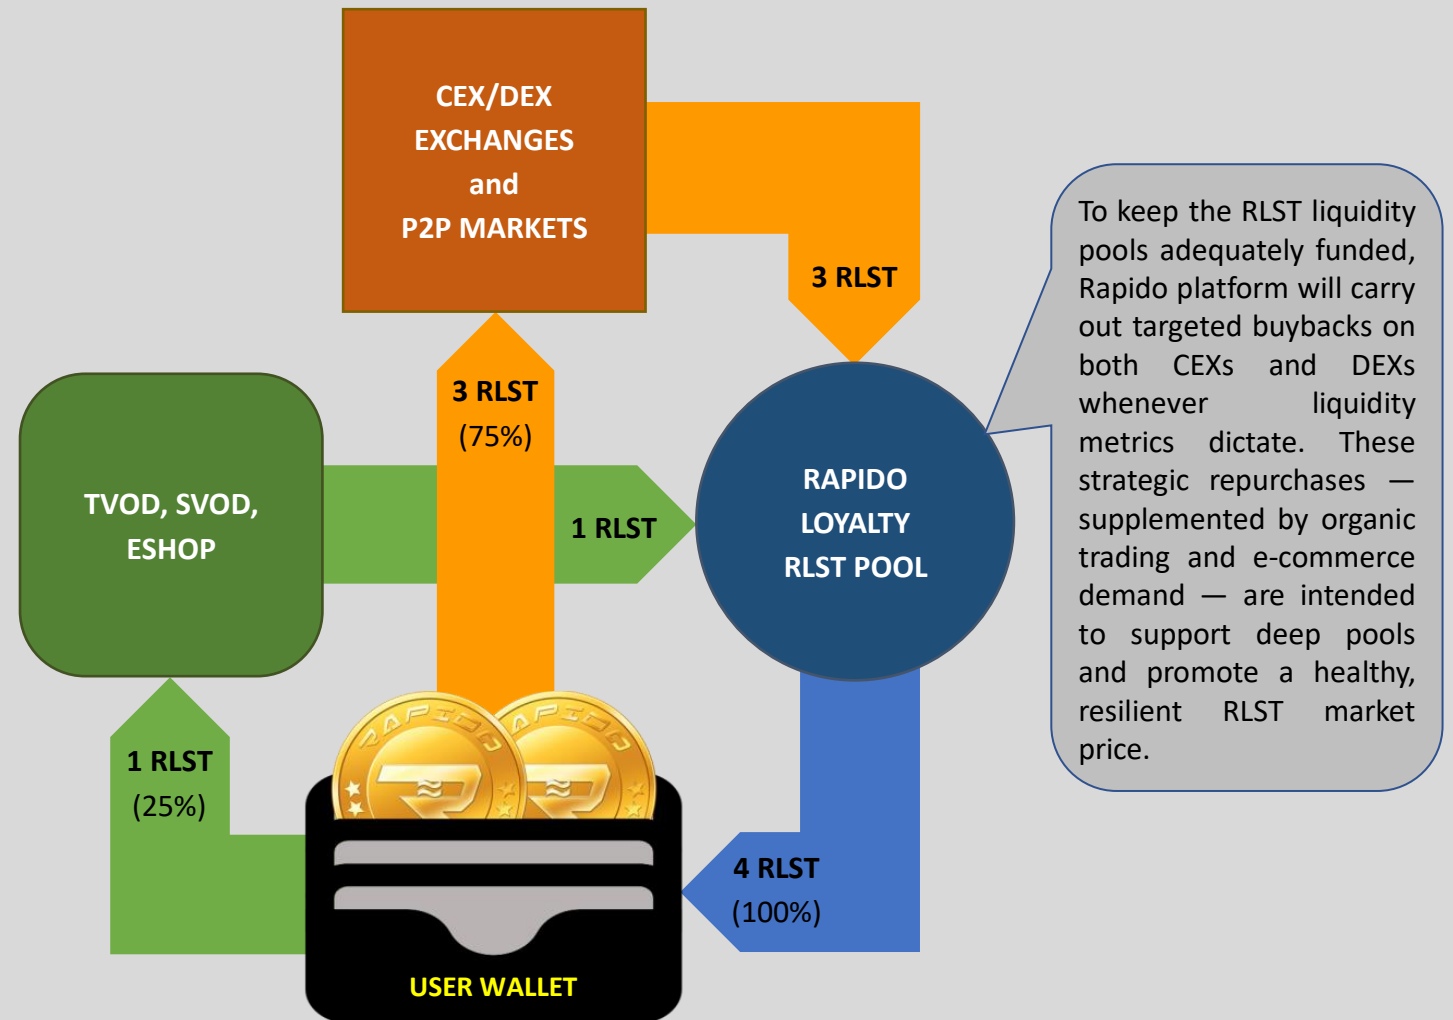 CEX/DEX
EXCHANGES
and
P2P MARKETS
3 RLST
To keep the RLST liquidity
pools adequately funded,
Rapido platform will carry
out targeted buybacks on
both CEXs and DEXs
whenever liquidity
metrics dictate. These
strategic repurchases —
supplemented by organic
trading and e-commerce
demand — are intended
to support deep pools
and promote a healthy,
resilient RLST market
price.
3 RLST
(75%)
TVOD, SVOD,
ESHOP
1 RLST
RAPIDO
LOYALTY
RLST POOL
1 RLST
(25%)
RAPIDO
RAPIDO
4 RLST
(100%)
USER WALLET